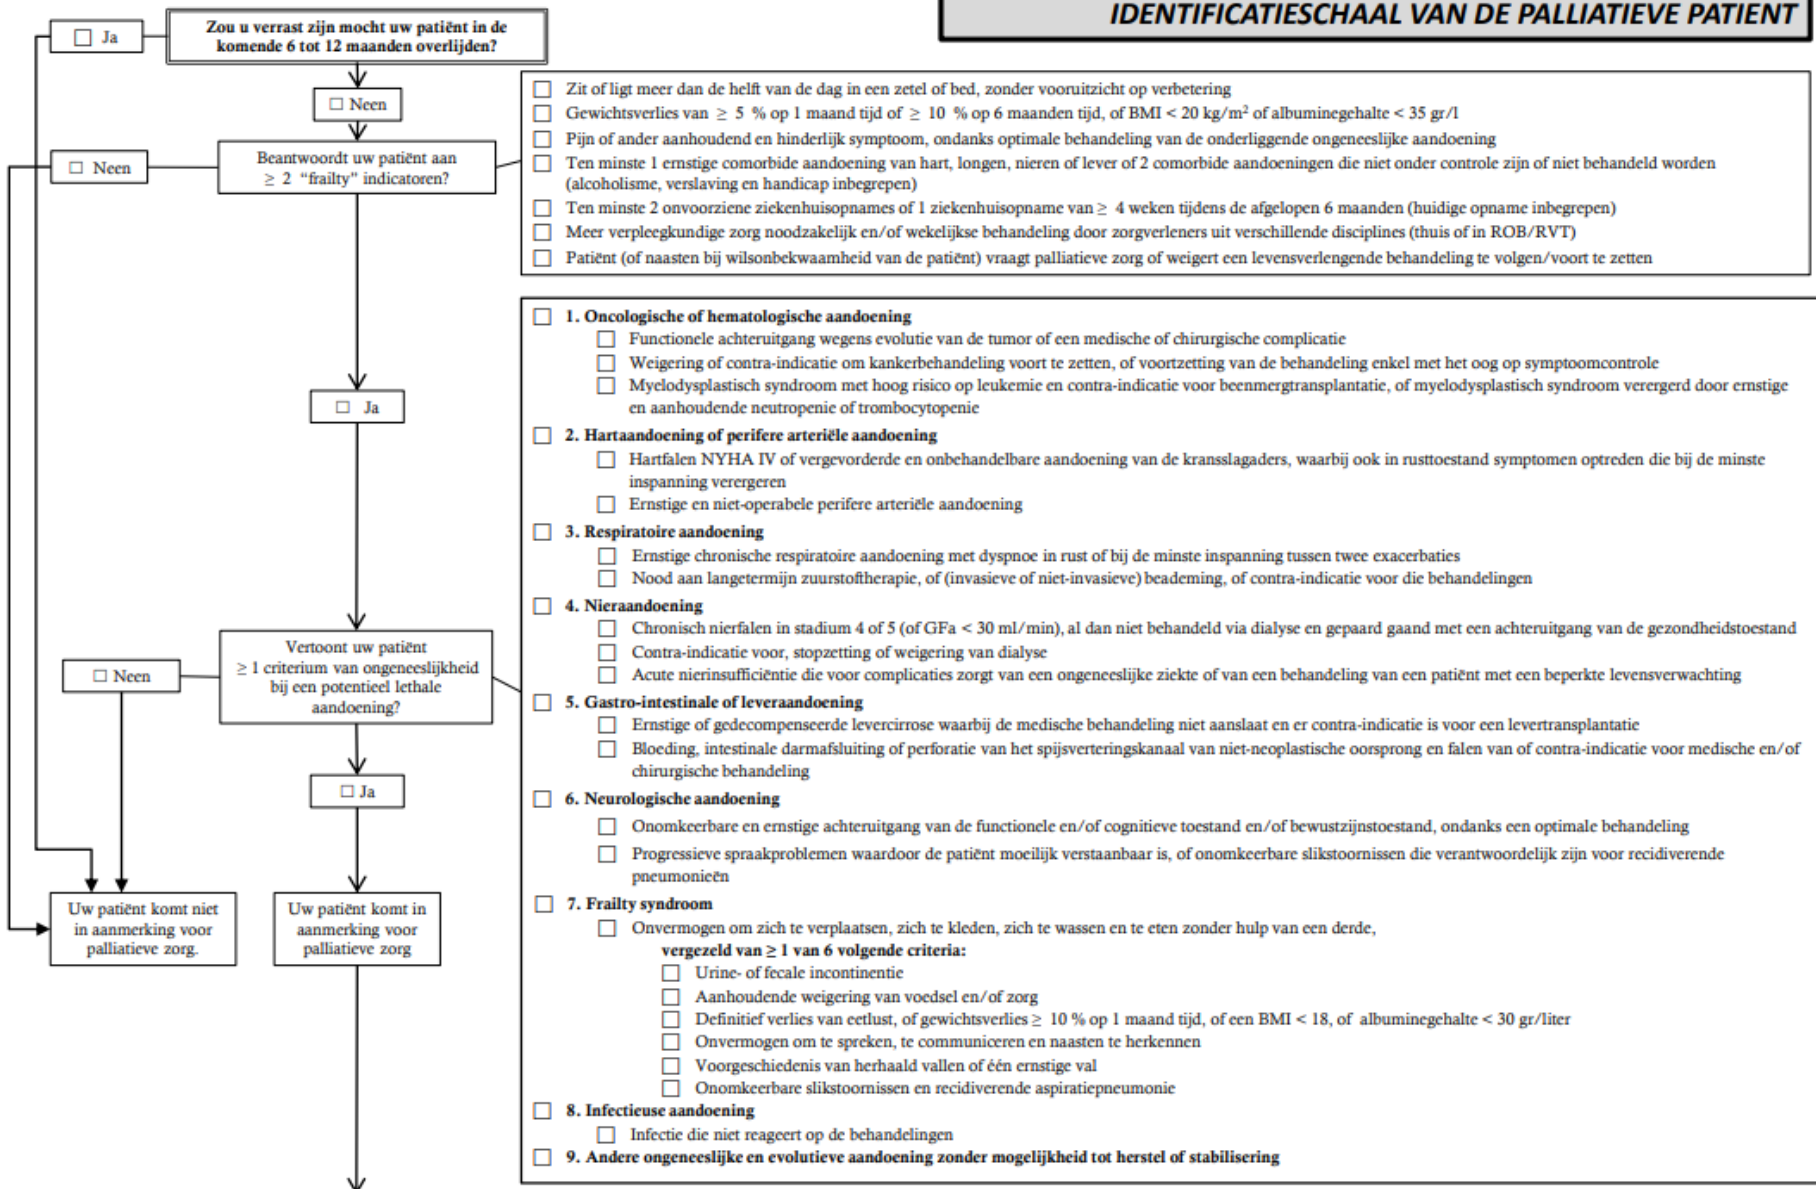 IDENTIFICATIESCHAAL VAN DE PALLIATIEVE PATIENT
☐ Ja
Zou u verrast zijn mocht uw patiënt in de
komende 6 tot 12 maanden overlijden?
☐ Neen
☐ Neen
Beantwoordt uw patiënt aan
≥ 2 “frailty” indicatoren?
☐ Zit of ligt meer dan de helft van de dag in een zetel of bed, zonder vooruitzicht op verbetering
☐ Gewichtsverlies van ≥ 5 % op 1 maand tijd of ≥ 10 % op 6 maanden tijd, of BMI < 20 kg/m² of albuminegehalte < 35 gr/l
☐ Pijn of ander aanhoudend en hinderlijk symptoom, ondanks optimale behandeling van de onderliggende ongeneeslijke aandoening
☐ Ten minste 1 ernstige comorbide aandoening van hart, longen, nieren of lever of 2 comorbide aandoeningen die niet onder controle zijn of niet behandeld worden
(alcoholisme, verslaving en handicap inbegrepen)
☐ Ten minste 2 onvoorziene ziekenhuisopnames of 1 ziekenhuisopname van ≥ 4 weken tijdens de afgelopen 6 maanden (huidige opname inbegrepen)
☐ Meer verpleegkundige zorg noodzakelijk en/of wekelijkse behandeling door zorgverleners uit verschillende disciplines (thuis of in ROB/RVT)
☐ Patiënt (of naasten bij wilsonbekwaamheid van de patiënt) vraagt palliatieve zorg of weigert een levensverlengende behandeling te volgen/voort te zetten
☐ Ja
☐ Neen
Vertoont uw patiënt
≥ 1 criterium van ongeneeslijkheid
bij een potentieel lethale
aandoening?
☐ Ja
☐ 1. Oncologische of hematologische aandoening
☐ Functionele achteruitgang wegens evolutie van de tumor of een medische of chirurgische complicatie
☐ Weigering of contra-indicatie om kankerbehandeling voort te zetten, of voortzetting van de behandeling enkel met het oog op symptoomcontrole
☐ Myelodysplastisch syndroom met hoog risico op leukemie en contra-indicatie voor beenmergtransplantatie, of myelodysplastisch syndroom verergerd door ernstige
en aanhoudende neutropenie of trombocytopenie
☐ 2. Hartaandoening of perifere arteriële aandoening
☐ Hartfalen NYHA IV of vergevorderde en onbehandelbare aandoening van de kransslagaders, waarbij ook in rusttoestand symptomen optreden die bij de minste
inspanning verergeren
☐ Ernstige en niet-operabele perifere arteriële aandoening
☐ 3. Respiratoire aandoening
☐ Ernstige chronische respiratoire aandoening met dyspnoe in rust of bij de minste inspanning tussen twee exacerbaties
☐ Nood aan langetermijn zuurstoftherapie, of (invasieve of niet-invasieve) beademing, of contra-indicatie voor die behandelingen
☐ 4. Nieraandoening
☐ Chronisch nierfalen in stadium 4 of 5 (of GFa < 30 ml/min), al dan niet behandeld via dialyse en gepaard gaand met een achteruitgang van de gezondheidstoestand
☐ Contra-indicatie voor, stopzetting of weigering van dialyse
☐ Acute nierinsufficiëntie die voor complicaties zorgt van een ongeneeslijke ziekte of van een behandeling van een patiënt met een beperkte levensverwachting
☐ 5. Gastro-intestinale of leveraandoening
☐ Ernstige of gedecompenseerde levercirrose waarbij de medische behandeling niet aanslaat en er contra-indicatie is voor een levertransplantatie
☐ Bloeding, intestinale darmafsluiting of perforatie van het spijsverteringskanaal van niet-neoplastische oorsprong en falen van of contra-indicatie voor medische en/of
chirurgische behandeling
☐ 6. Neurologische aandoening
☐ Onomkeerbare en ernstige achteruitgang van de functionele en/of cognitieve toestand en/of bewustzijnstoestand, ondanks een optimale behandeling
☐ Progressieve spraakproblemen waardoor de patiënt moeilijk verstaanbaar is, of onomkeerbare slikstoornissen die verantwoordelijk zijn voor recidiverende
pneumonieën
☐ 7. Frailty syndroom
☐ Onvermogen om zich te verplaatsen, zich te kleden, zich te wassen en te eten zonder hulp van een derde,
vergezeld van ≥ 1 van 6 volgende criteria:
☐ Urine- of fecale incontinentie
☐ Aanhoudende weigering van voedsel en/of zorg
☐ Definitief verlies van eetlust, of gewichtsverlies ≥ 10 % op 1 maand tijd, of een BMI < 18, of albuminegehalte < 30 gr/liter
☐ Onvermogen om te spreken, te communiceren en naasten te herkennen
☐ Voorgeschiedenis van herhaald vallen of één ernstige val
☐ Onomkeerbare slikstoornissen en recidiverende aspiratiepneumonie
☐ 8. Infectieuse aandoening
☐ Infectie die niet reageert op de behandelingen
☐ 9. Andere ongeneeslijke en evolutieve aandoening zonder mogelijkheid tot herstel of stabilisering
Uw patiënt komt niet
in aanmerking voor
palliatieve zorg.
Uw patiënt komt in
aanmerking voor
palliatieve zorg